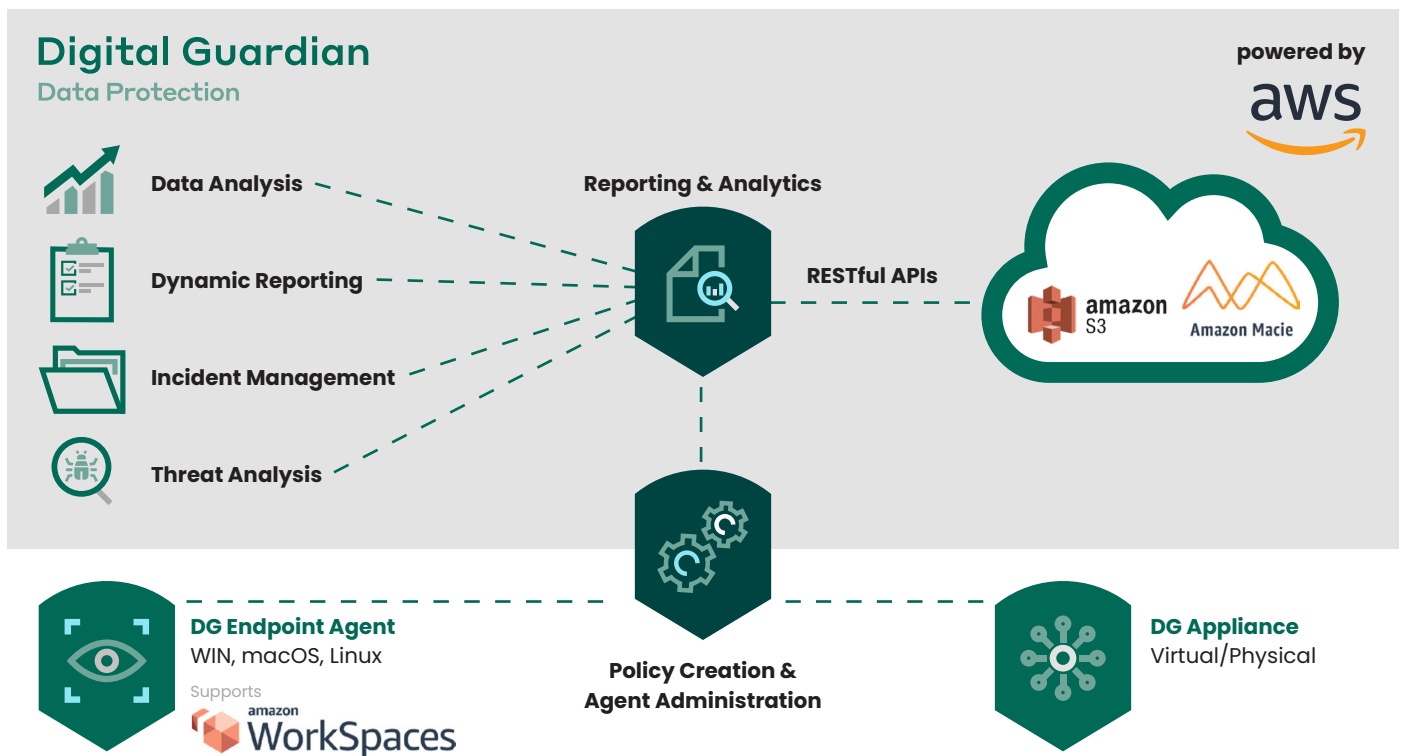 Digital Guardian
Data Protection
powered by
aws
Data Analysis
Reporting & Analytics
Dynamic Reporting
RESTful APIs
amazon
S3
Amazon Macie
Incident Management
Threat Analysis
DG Endpoint Agent
WIN, macOS, Linux
Supports
amazon
WorkSpaces
Policy Creation &
Agent Administration
DG Appliance
Virtual/Physical